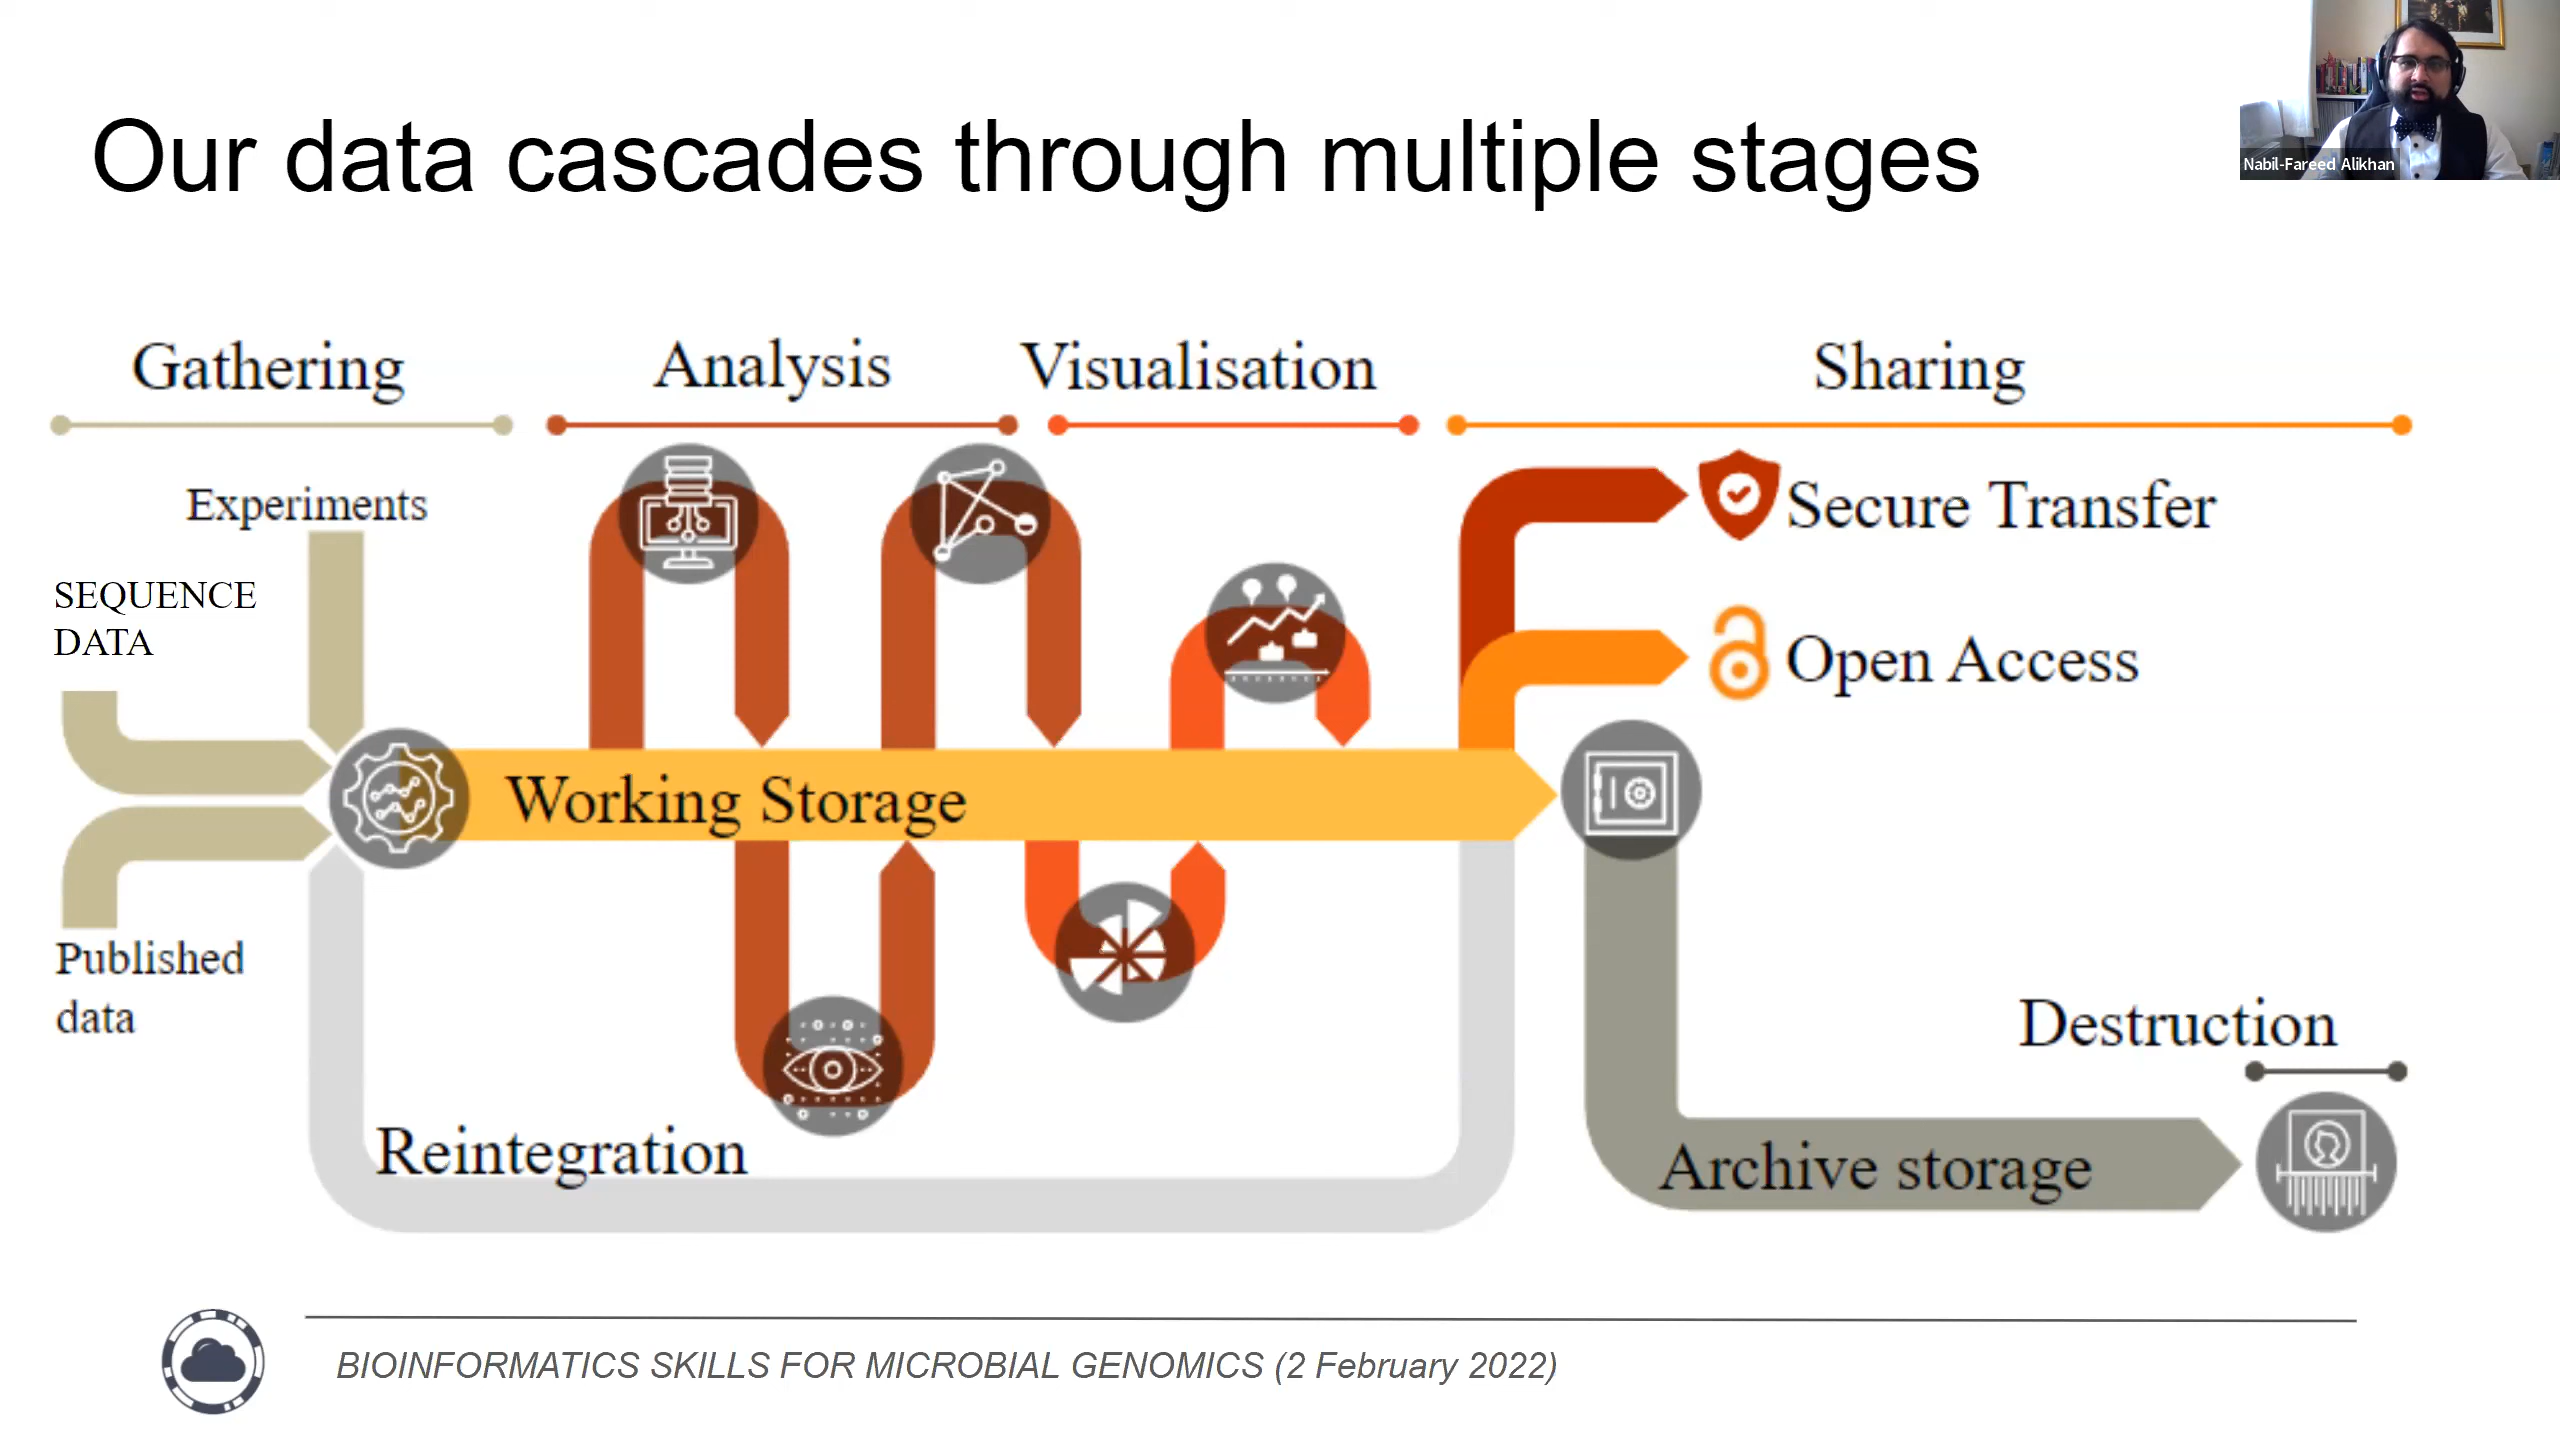 Our data cascades through multiple stages
Nabil-Fareed Alikhan
Gathering
Analysis
Visualisation
Sharing
Experiments
SEQUENCE
DATA
Secure Transfer
Open Access
Working Storage
Published
data
Reintegration
Destruction
Archive storage
BIOINFORMATICS SKILLS FOR MICROBIAL GENOMICS (2 February 2022)